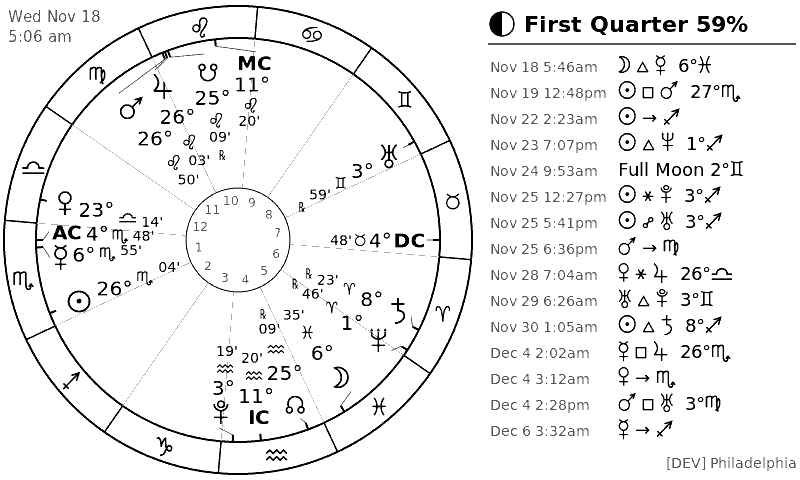 Wed Nov 18
5:06 am
First Quarter 59%
Nov 18 5:46am ☽ △ ☿ 6°♓
Nov 19 12:48pm ☉ □ ♂ 27°♏
Nov 22 2:23am ☉ → ♐
Nov 23 7:07pm ☉ △ ♆ 1°♐
Nov 24 9:53am Full Moon 2°♊
Nov 25 12:27pm ☉ ⚹ ⯓ 3°♐
Nov 25 5:41pm ☉ ☍ ♅ 3°♐
Nov 25 6:36pm ♂ → ♍
Nov 28 7:04am ♀ ⚹ ♃ 26°♎
Nov 29 6:26am ♅ △ ⯓ 3°♊
Nov 30 1:05am ☉ △ ♄ 8°♐
Dec 4 2:02am ☿ □ ♃ 26°♏
Dec 4 3:12am ♀ → ♏
Dec 4 2:28pm ♂ □ ♅ 3°♍
Dec 6 3:32am ☿ → ♐
[DEV] Philadelphia
♌
♋
♊
♉
♈
♓
♒
♑
♐
♏
♎
♍
MC
11°
♌
20'
☋
25°
♌
09'
℞
♃
26°
♌
03'
♂
26°
♌
50'
♀ 23° ♎ 14'
AC 4° ♏ 48'
☿ 6° ♏ 55'
☉ 26° ♏ 04'
♅ 3° ♊ 59' ℞
48' ♉ 4° DC
♄ 8° ♈ 23' ℞
♆ 1° ♈ 46' ℞
☽ 6° ♓ 35'
☊ 25° ♒ 09' ℞
IC 11° ♒ 20'
⯓ 3° ♒ 19'
10
9
8
7
6
5
4
3
2
1
12
11